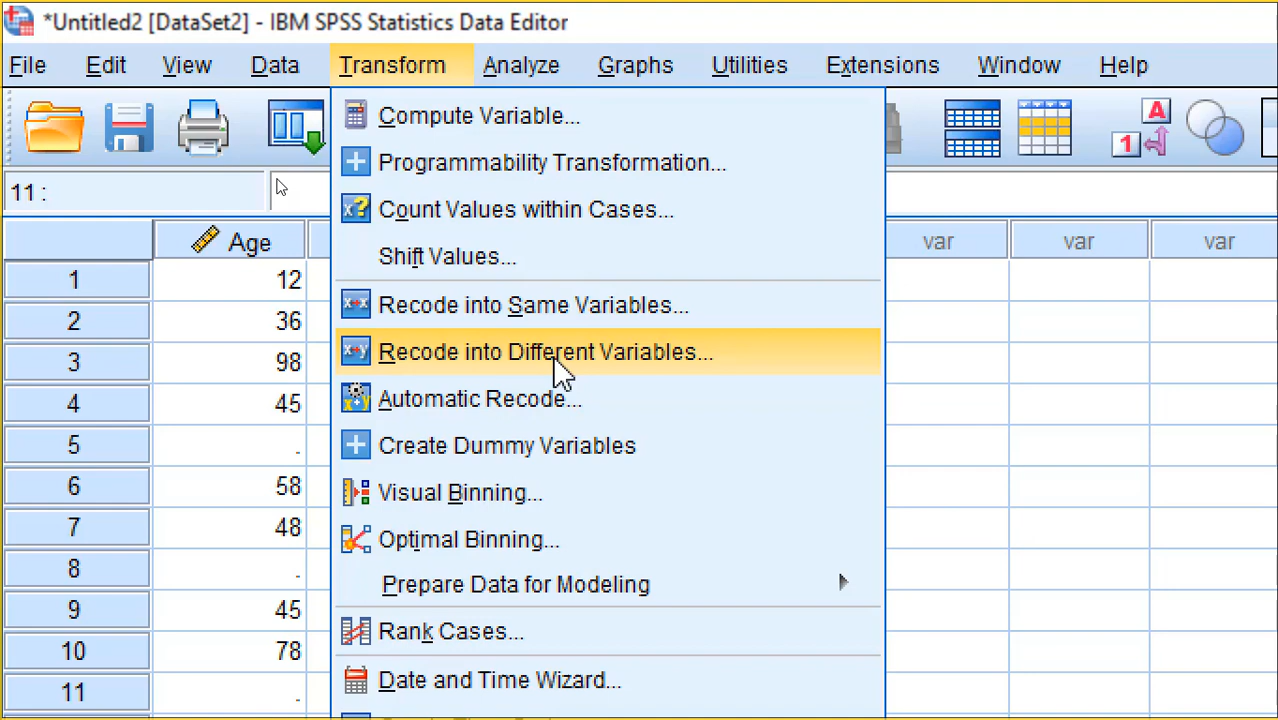 *Untitled2 [DataSet2] - IBM SPSS Statistics Data Editor
File Edit View Data Transform Analyze Graphs Utilities Extensions Window Help
Compute Variable...
Programmability Transformation...
A
1
11 :
Count Values within Cases...
Shift Values...
Age
var var var
1 12
2 36
3 98
4 45
5 .
6 58
7 48
8 .
9 45
10 78
11 .
Recode into Same Variables...
Recode into Different Variables...
Automatic Recode...
Create Dummy Variables
Visual Binning...
Optimal Binning...
Prepare Data for Modeling
Rank Cases...
Date and Time Wizard...